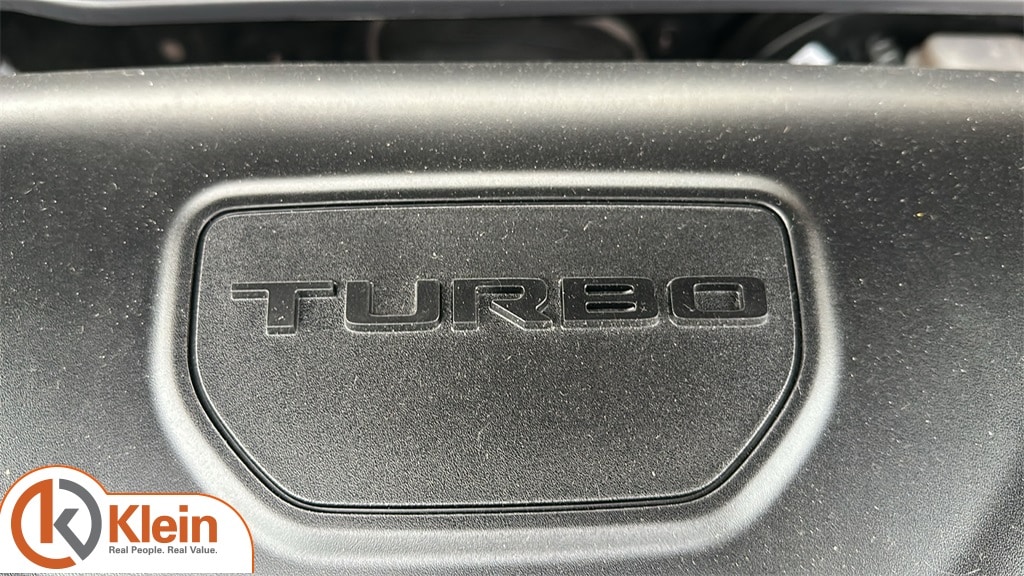 TURBO
Klein
Real People. Real Value.